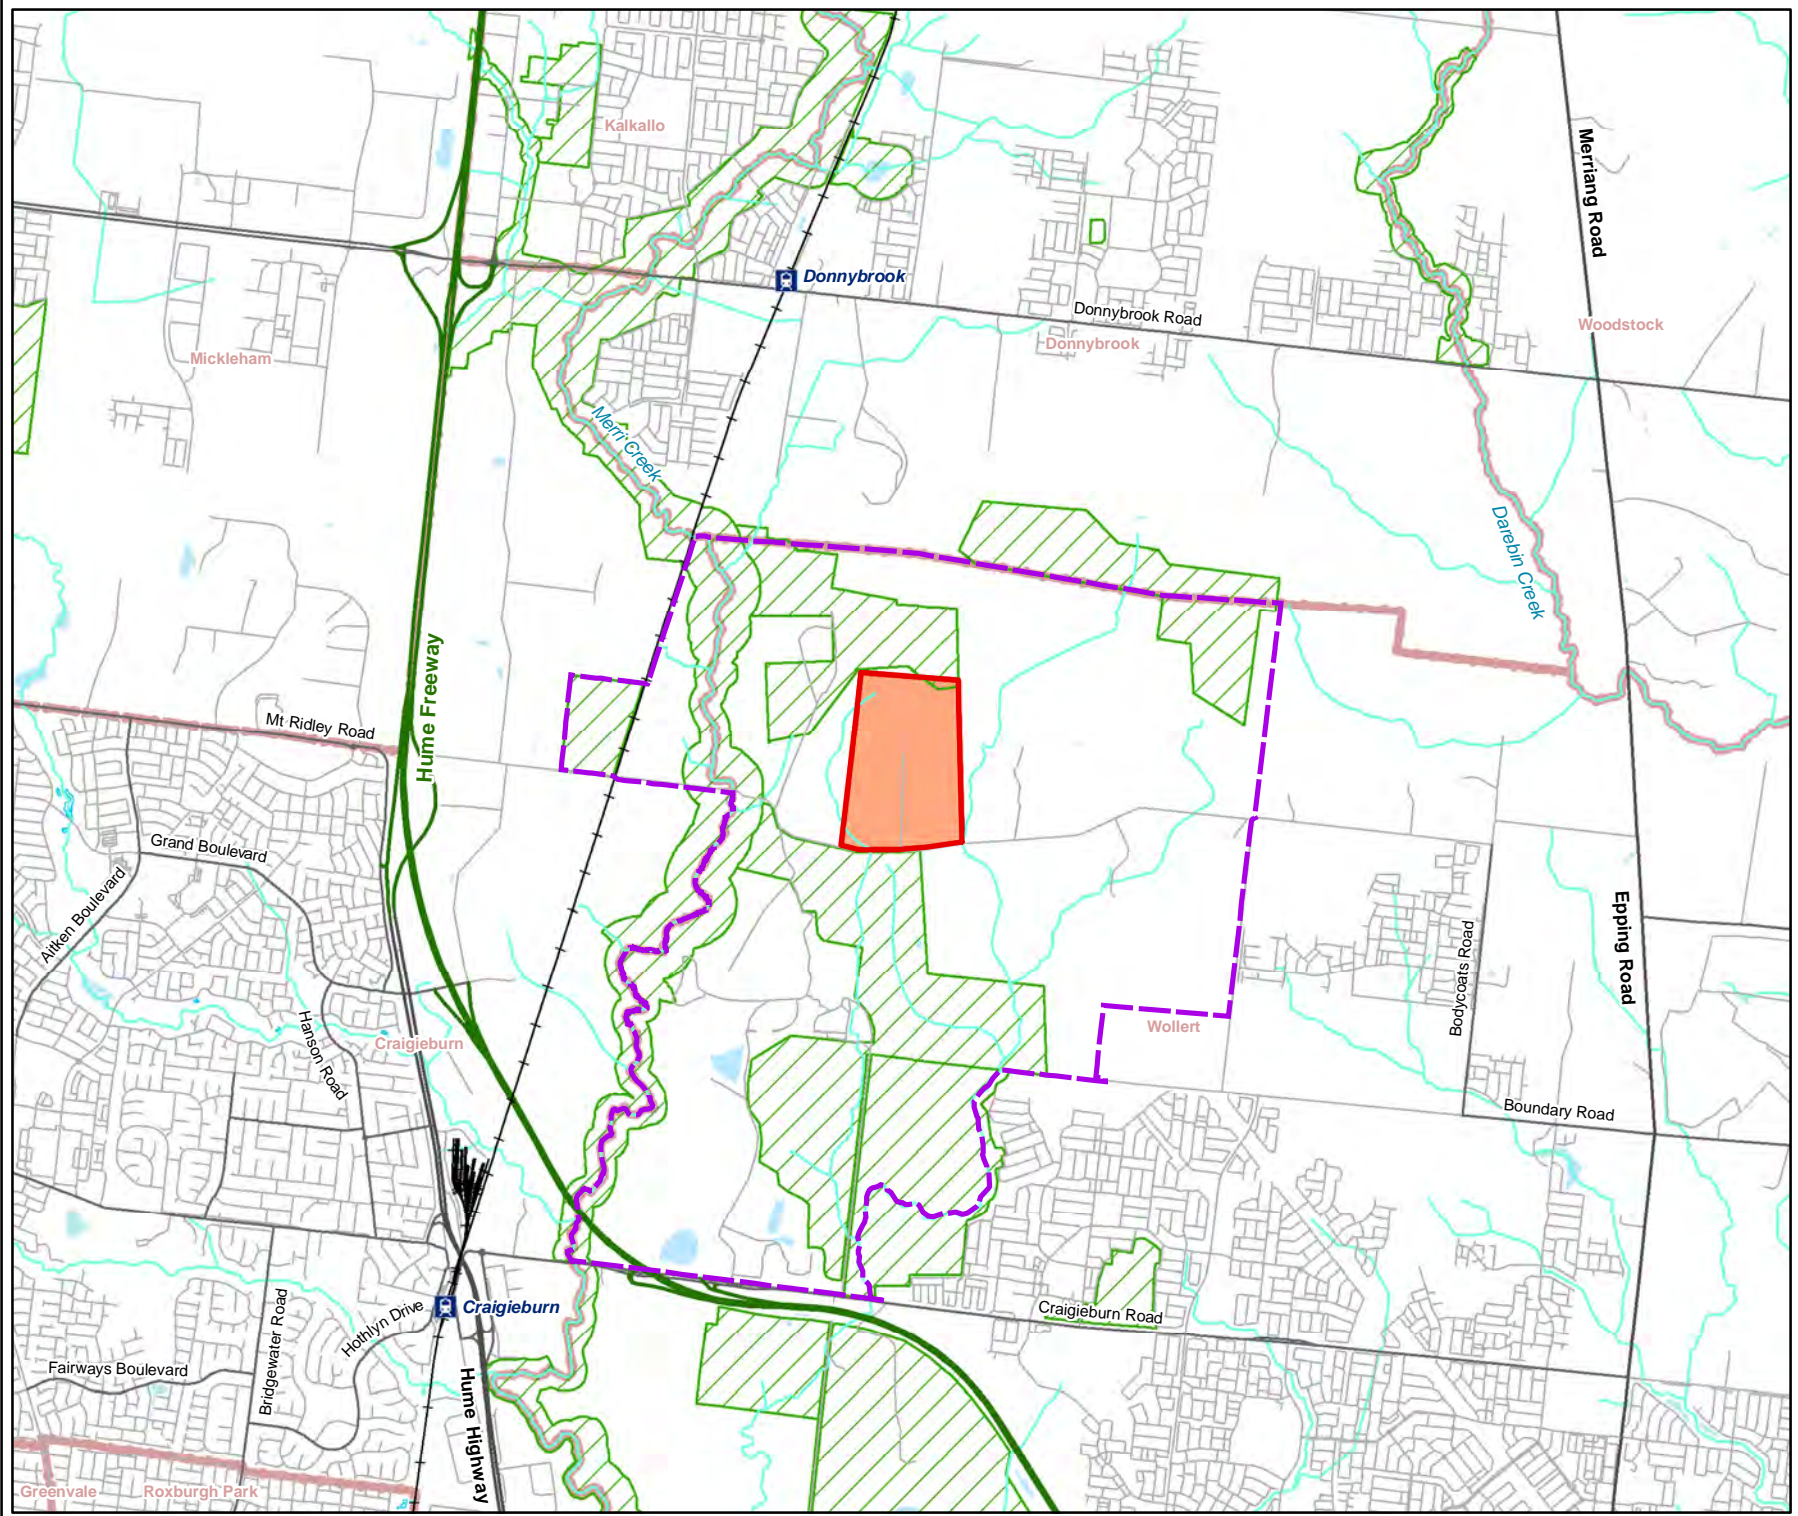 Kalkallo
Merriang Road
Donnybrook
Donnybrook Road
Woodstock
Donnybrook
Mickleham
Merri Creek
Darebin Creek
Hume Freeway
Mt Ridley Road
Grand Boulevard
Aitken Boulevard
Epping Road
Bodycoats Road
Hanson Road
Craigieburn
Wollert
Boundary Road
Craigieburn
Craigieburn Road
Hothlyn Drive
Bridgewater Road
Fairways Boulevard
Hume Highway
Greenvale
Roxburgh Park